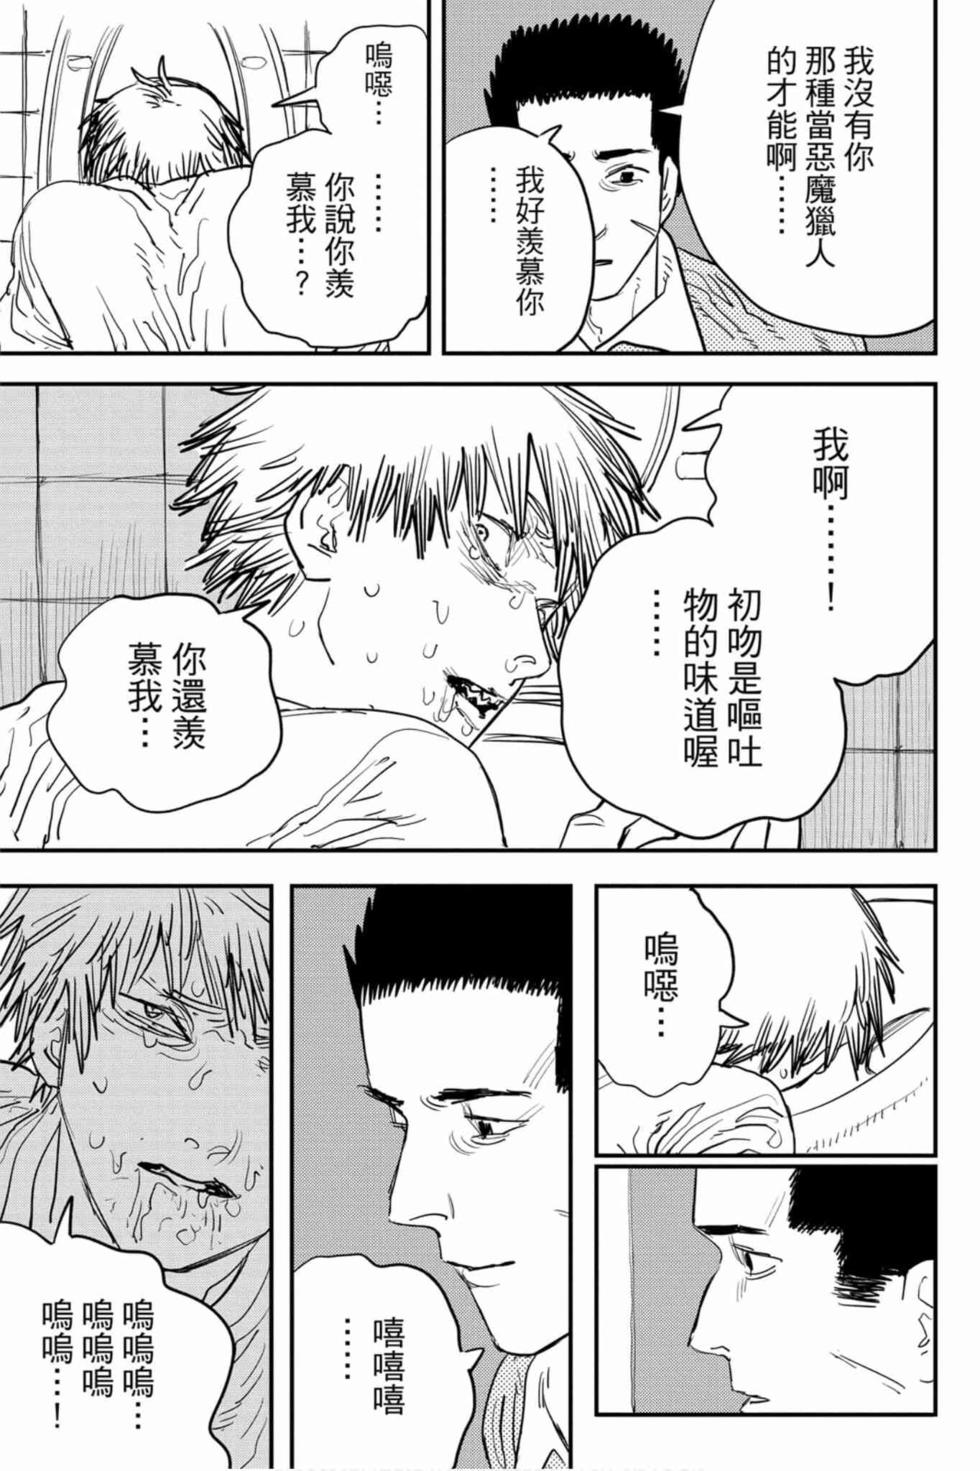 我沒有你
那種當惡魔獵人
的才能啊……
我好羨慕你
……
嗚噁…
……
你說你羨
慕我…?
我啊……!
初吻是嘔吐
物的味道喔
……
你還羨
慕我…
嗚噁…
嘻嘻嘻
……
嗚嗚嗚…
嗚嗚嗚
嗚嗚…!